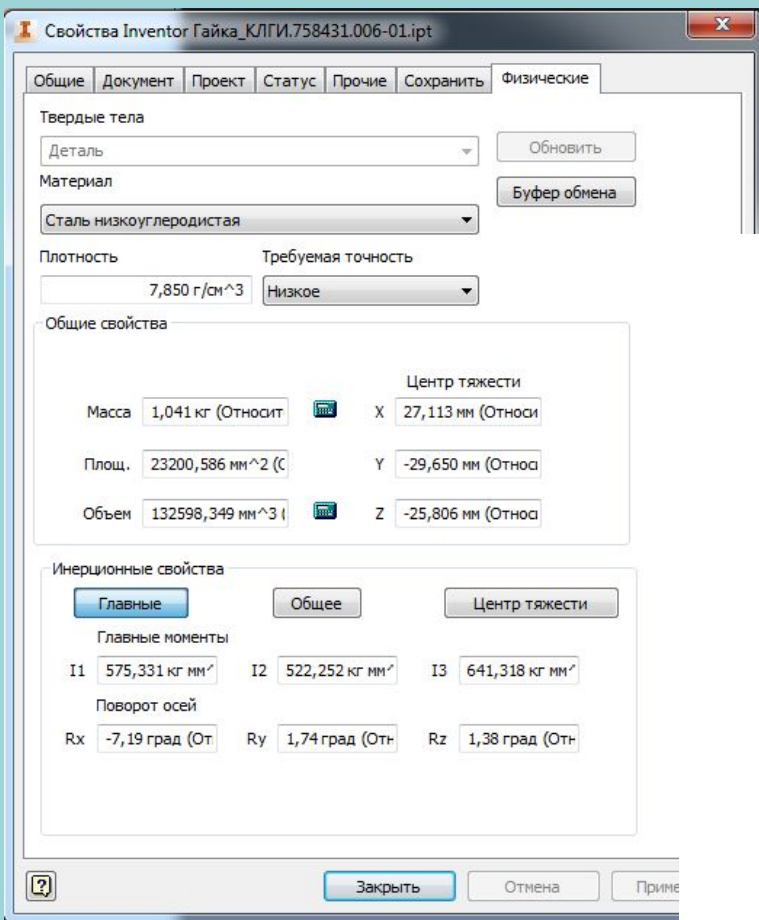 Свойства Inventor Гайка_КЛГИ.758431.006-01.ipt
Общие Документ Проект Статус Прочие Сохранить Физические
Твердые тела
Деталь Обновить
Материал Буфер обмена
Сталь низкоуглеродистая
Плотность Требуемая точность
7,850 г/см^3 Низкое
Общие свойства
Центр тяжести
Масса 1,041 кг (Относит X 27,113 мм (Относи
Площ. 23200,586 мм^2 (О Y -29,650 мм (Относи
Объем 132598,349 мм^3 ( Z -25,806 мм (Относи
Инерционные свойства
Главные Общее Центр тяжести
Главные моменты
I1 575,331 кг мм^ I2 522,252 кг мм^ I3 641,318 кг мм^
Поворот осей
Rx -7,19 град (От Ry 1,74 град (Отн Rz 1,38 град (Отн
? Закрыть Отмена Приме